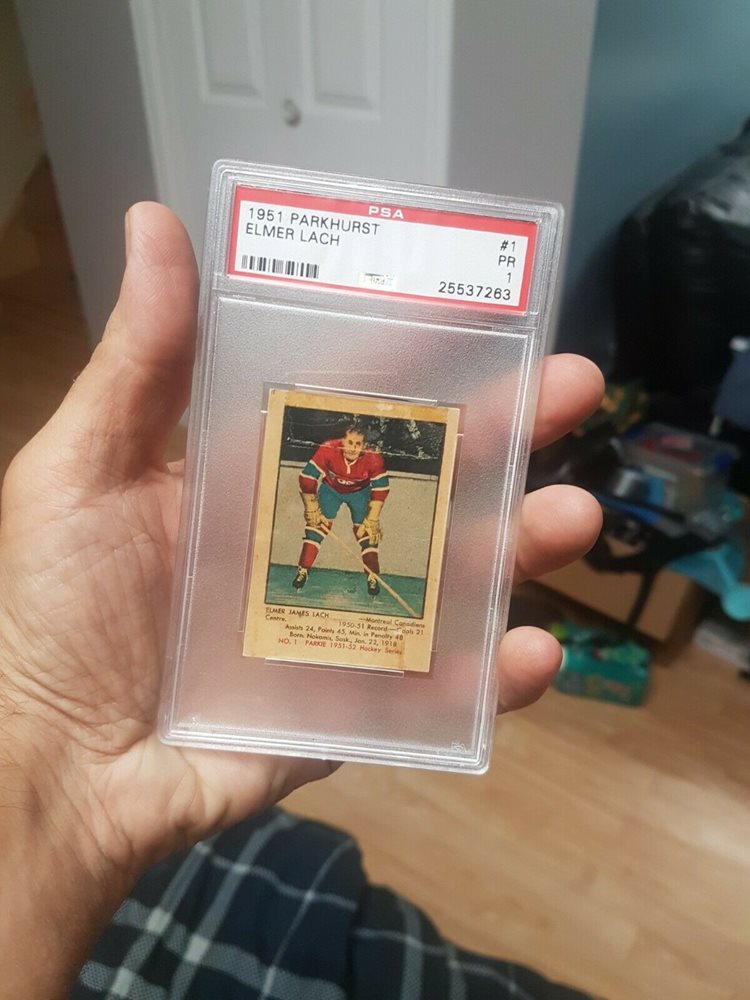 PSA
1951 PARKHURST #1
ELMER LACH PR
1
25537263
ELMER JAMES LACH —Montreal Canadiens
Centre. 1950-51 Record—Goals 21
Assists 24, Points 45, Min. in Penalty 48
Born: Nokomis, Sask., Jan. 22, 1918
NO. 1 PARKIE 1951-52 Hockey Series